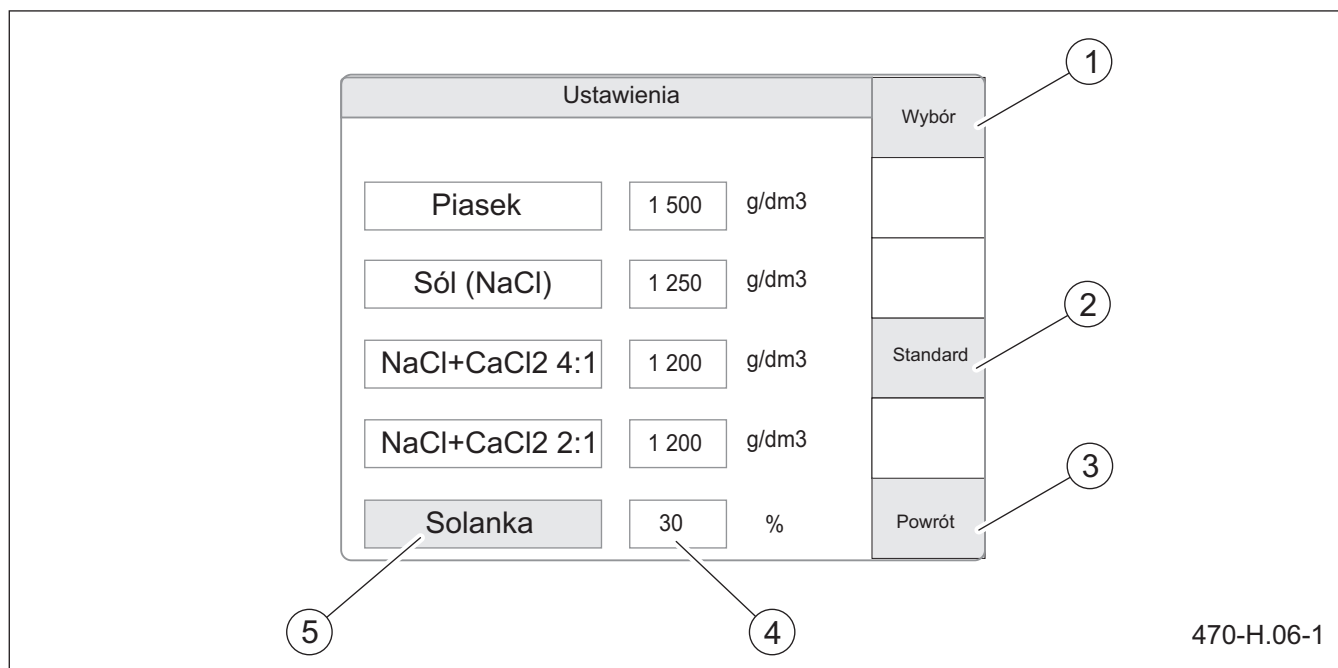 Ustawienia
Wybór
1
Piasek 1 500 g/dm3
Sól (NaCl) 1 250 g/dm3
2
NaCl+CaCl2 4:1 1 200 g/dm3
Standard
NaCl+CaCl2 2:1 1 200 g/dm3
3
Solanka 30 %
Powrót
5
4
470-H.06-1